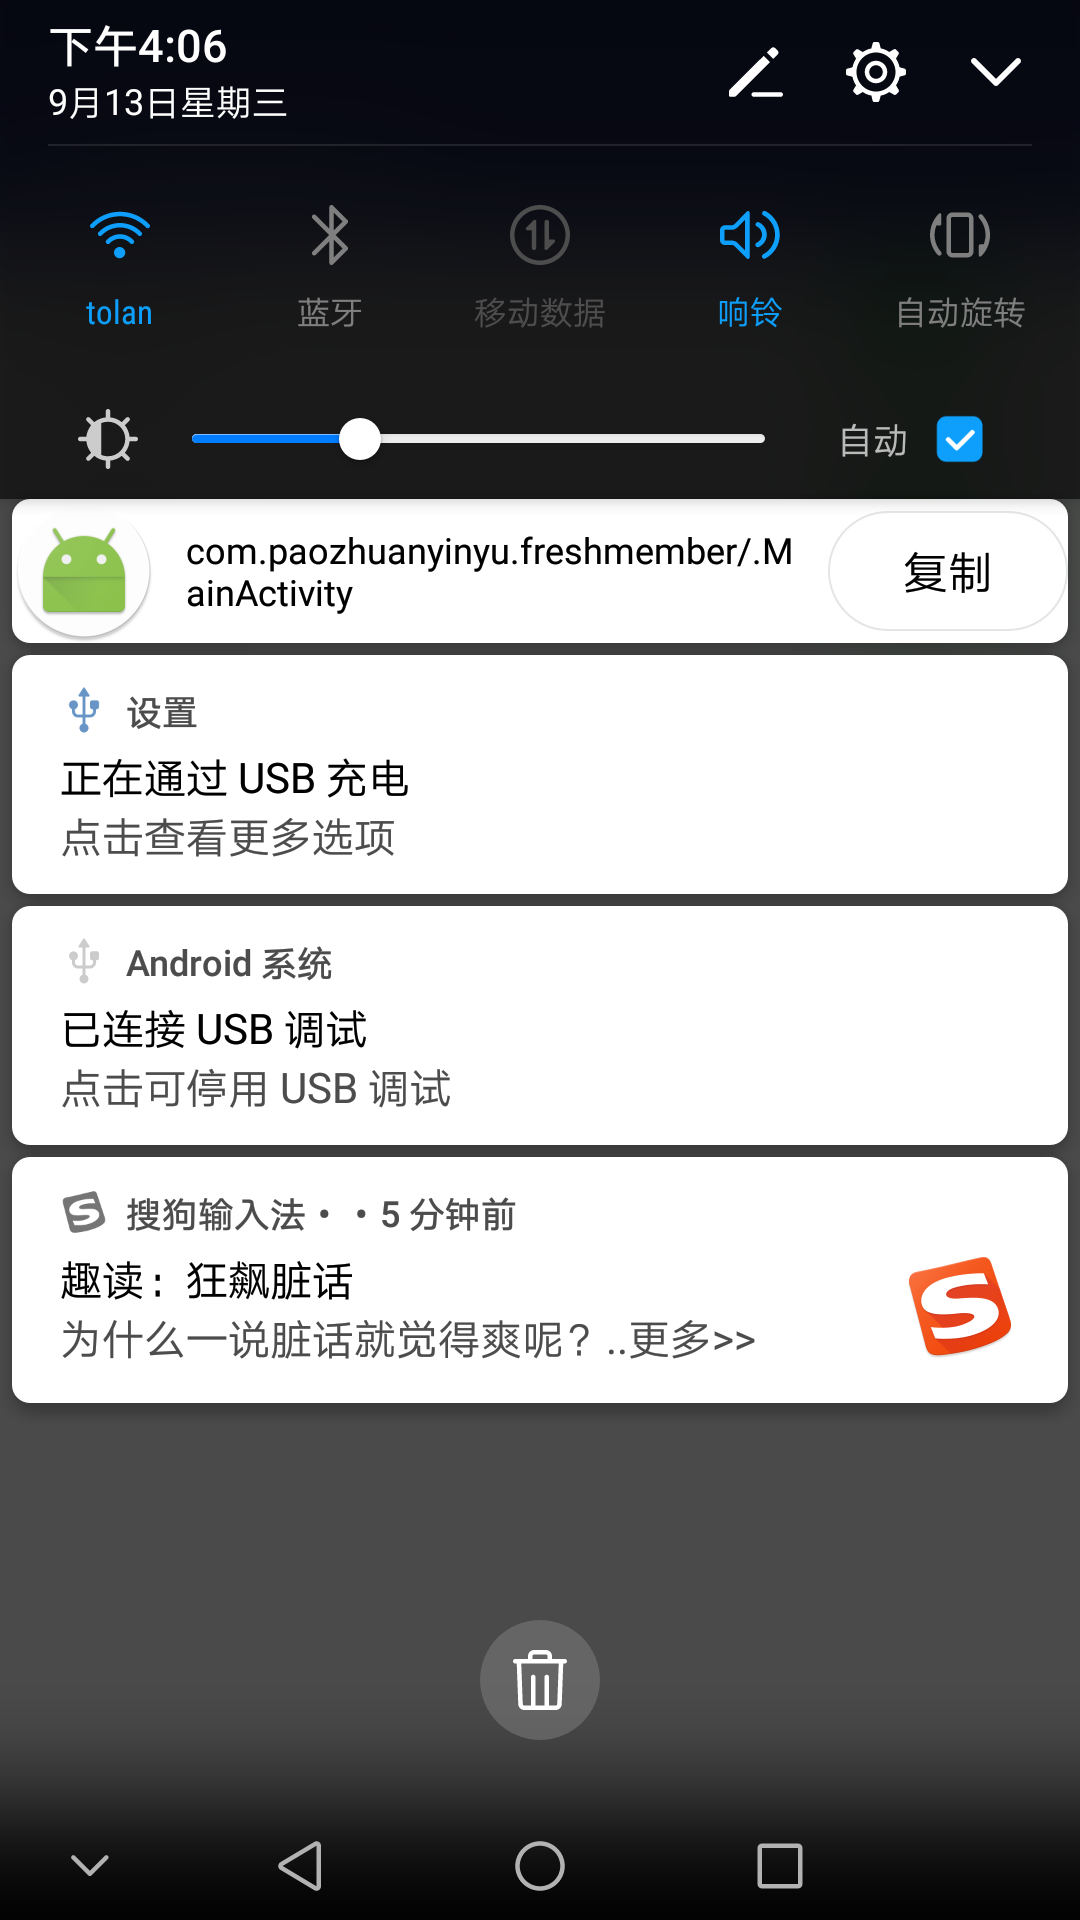 下午4:06
9月13日星期三
tolan
蓝牙
移动数据
响铃
自动旋转
自动
com.paozhuanyinyu.freshmember/.M
ainActivity
复制
设置
正在通过 USB 充电
点击查看更多选项
Android 系统
已连接 USB 调试
点击可停用 USB 调试
搜狗输入法 • • 5 分钟前
趣读：狂飙脏话
为什么一说脏话就觉得爽呢？..更多>>